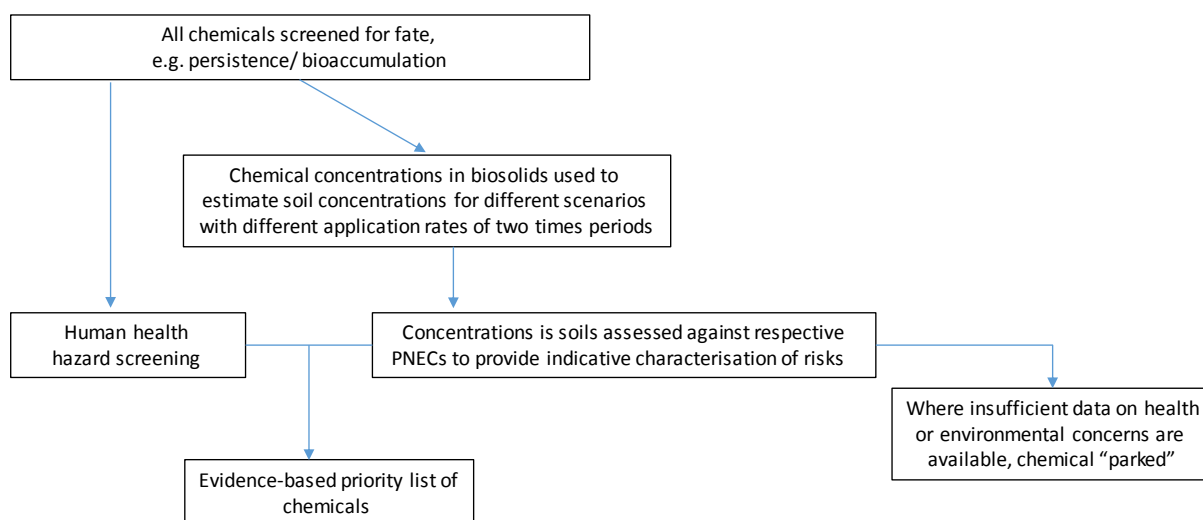 All chemicals screened for fate,
e.g. persistence/ bioaccumulation
Chemical concentrations in biosolids used to
estimate soil concentrations for different scenarios
with different application rates of two times periods
Human health
hazard screening
Concentrations is soils assessed against respective
PNECs to provide indicative characterisation of risks
Where insufficient data on health
or environmental concerns are
available, chemical “parked”
Evidence-based priority list of
chemicals